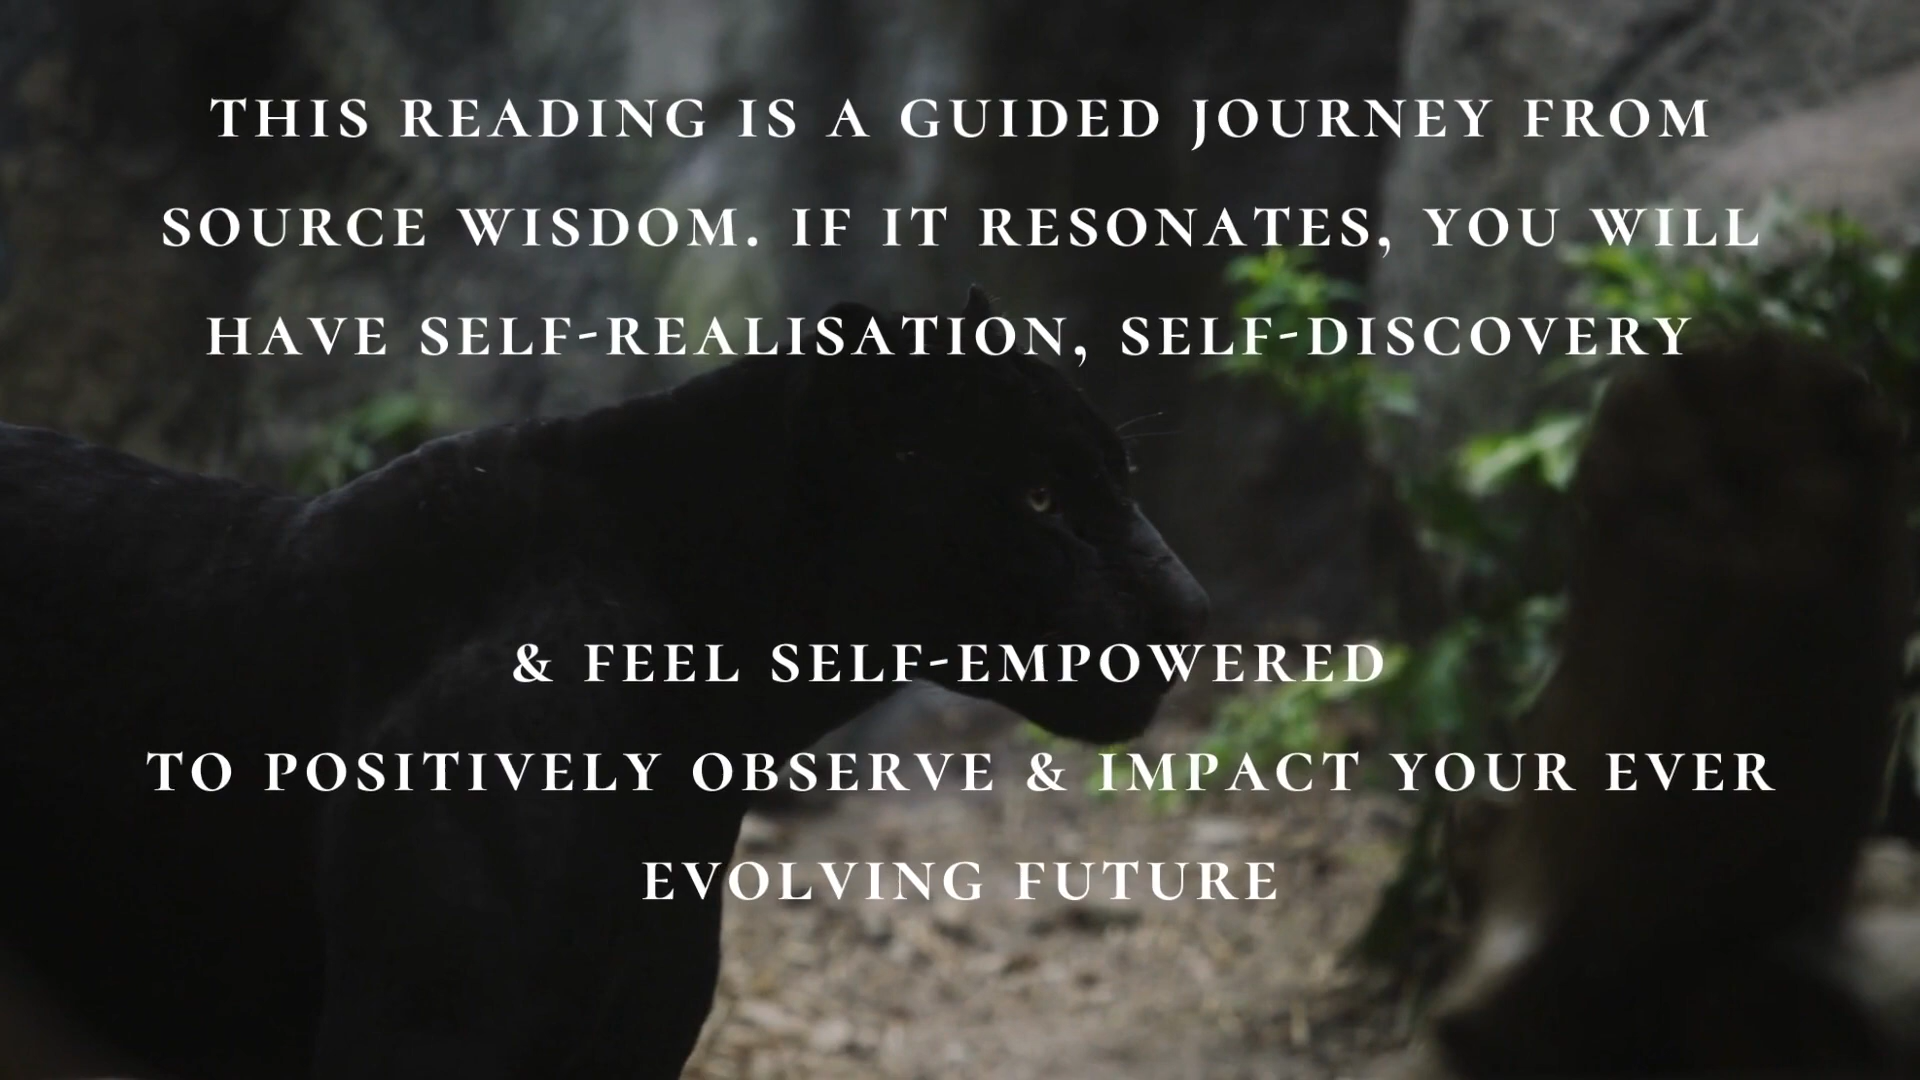 THIS READING IS A GUIDED JOURNEY FROM
SOURCE WISDOM. IF IT RESONATES, YOU WILL
HAVE SELF-REALISATION, SELF-DISCOVERY
& FEEL SELF-EMPOWERED
TO POSITIVELY OBSERVE & IMPACT YOUR EVER
EVOLVING FUTURE